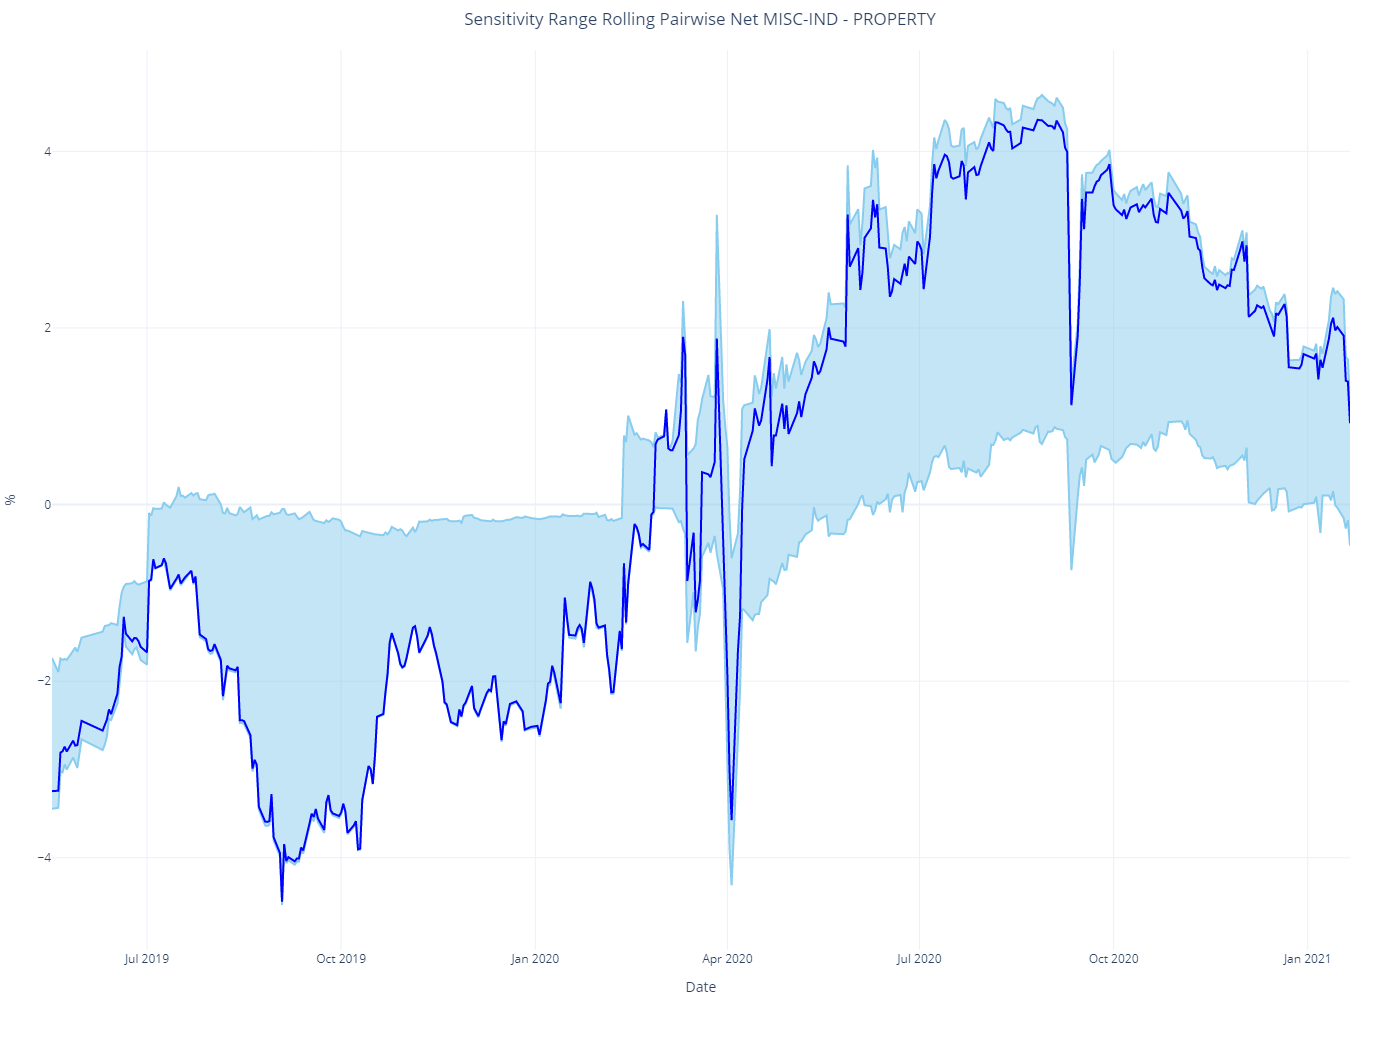 Sensitivity Range Rolling Pairwise Net MISC-IND - PROPERTY
4
2
0
−2
−4
%
Jul 2019
Oct 2019
Jan 2020
Apr 2020
Jul 2020
Oct 2020
Jan 2021
Date